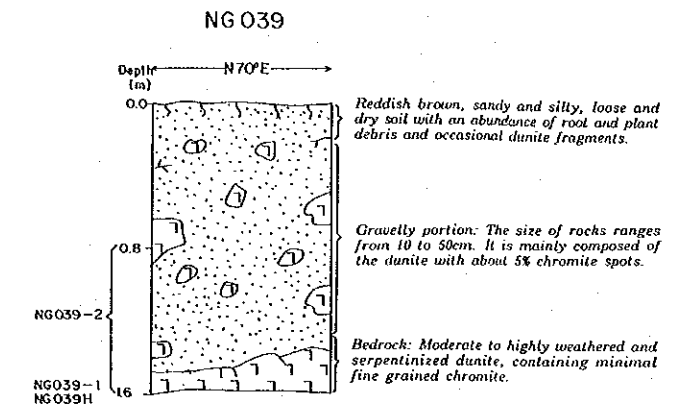 NG 039
Depth
(m)
N70°E
0.0
Reddish brown, sandy and silty, loose and
dry soil with an abundance of root and plant
debris and occasional dunite fragments.
Gravelly portion: The size of rocks ranges
from 10 to 50cm. It is mainly composed of
the dunite with about 5% chromite spots.
0.8
NG039-2
Bedrock: Moderate to highly weathered and
serpentinized dunite, containing minimal
fine grained chromite.
NG039-1
NG039H
1.6